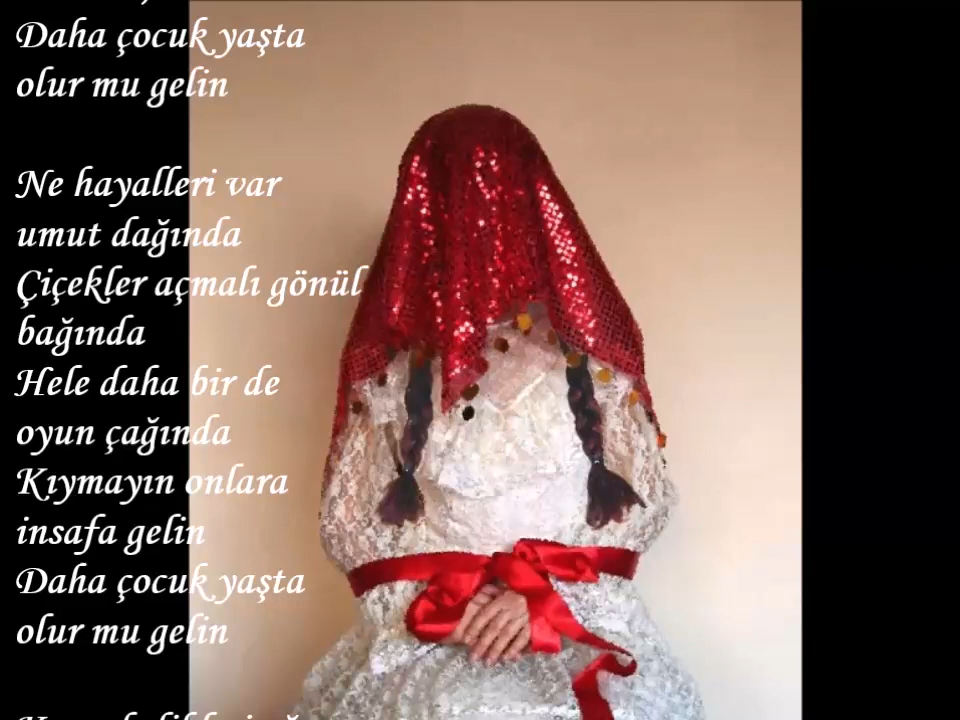 Daha çocuk yaşta
olur mu gelin
Ne hayalleri var
umut dağında
Çiçekler açmalı gönül
bağında
Hele daha bir de
oyun çağında
Kıymayın onlara
insafa gelin
Daha çocuk yaşta
olur mu gelin